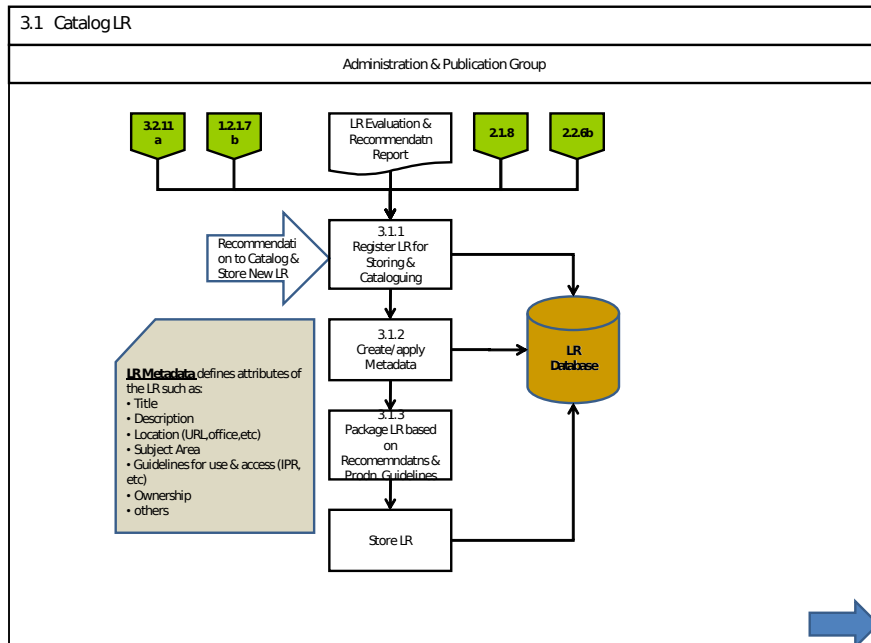 3.1 Catalog LR
Administration & Publication Group
3.2.11
a
1.2.1.7
b
LR Evaluation &
Recommendatn
Report
2.1.8
2.2.6b
Recommendati
on to Catalog &
Store New LR
3.1.1
Register LR for
Storing &
Cataloguing
3.1.2
Create/apply
Metadata
LR
Database
LR Metadata defines attributes of
the LR such as:
• Title
• Description
• Location (URL,office,etc)
• Subject Area
• Guidelines for use & access (IPR,
etc)
• Ownership
• others
3.1.3
Package LR based
on
Recomemndatns &
Prodn. Guidelines
Store LR